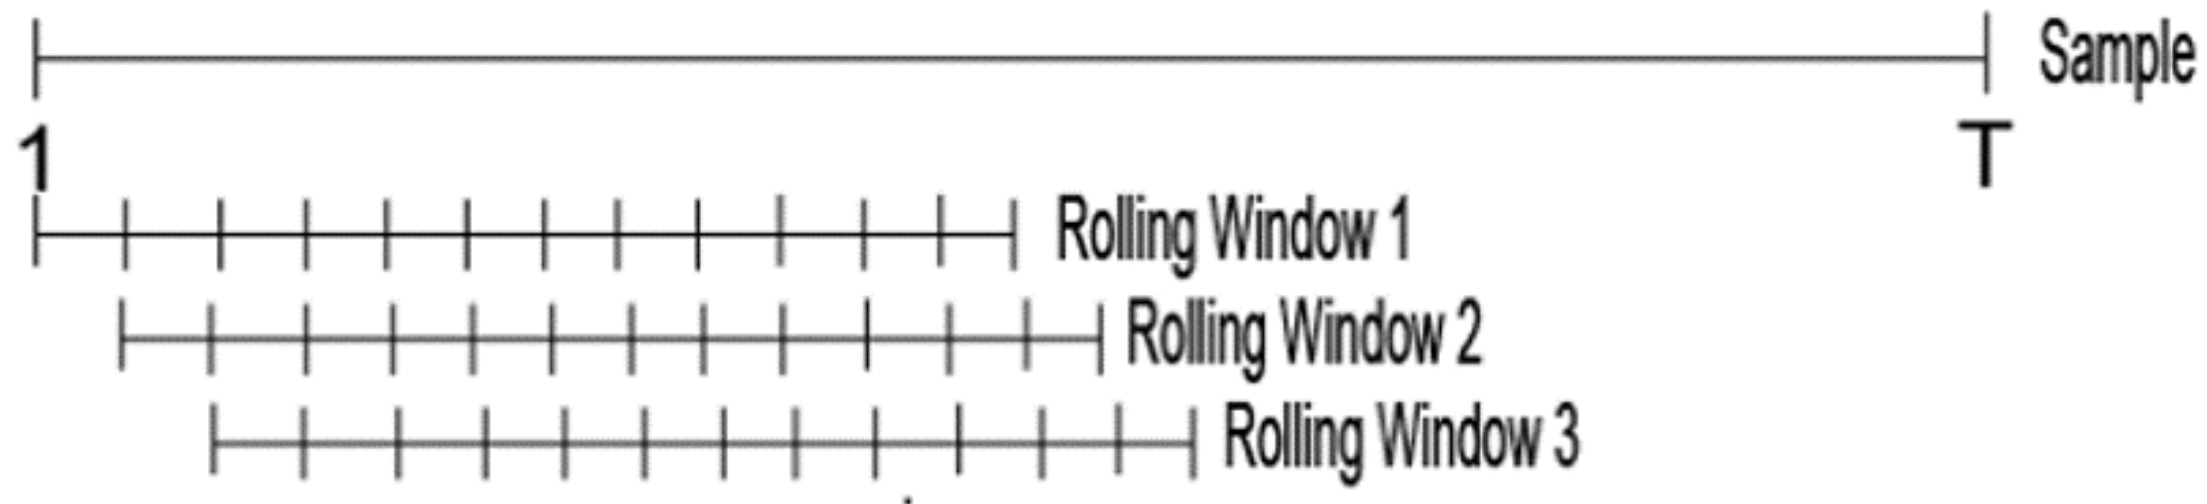 Sample
1 T
Rolling Window 1
Rolling Window 2
Rolling Window 3